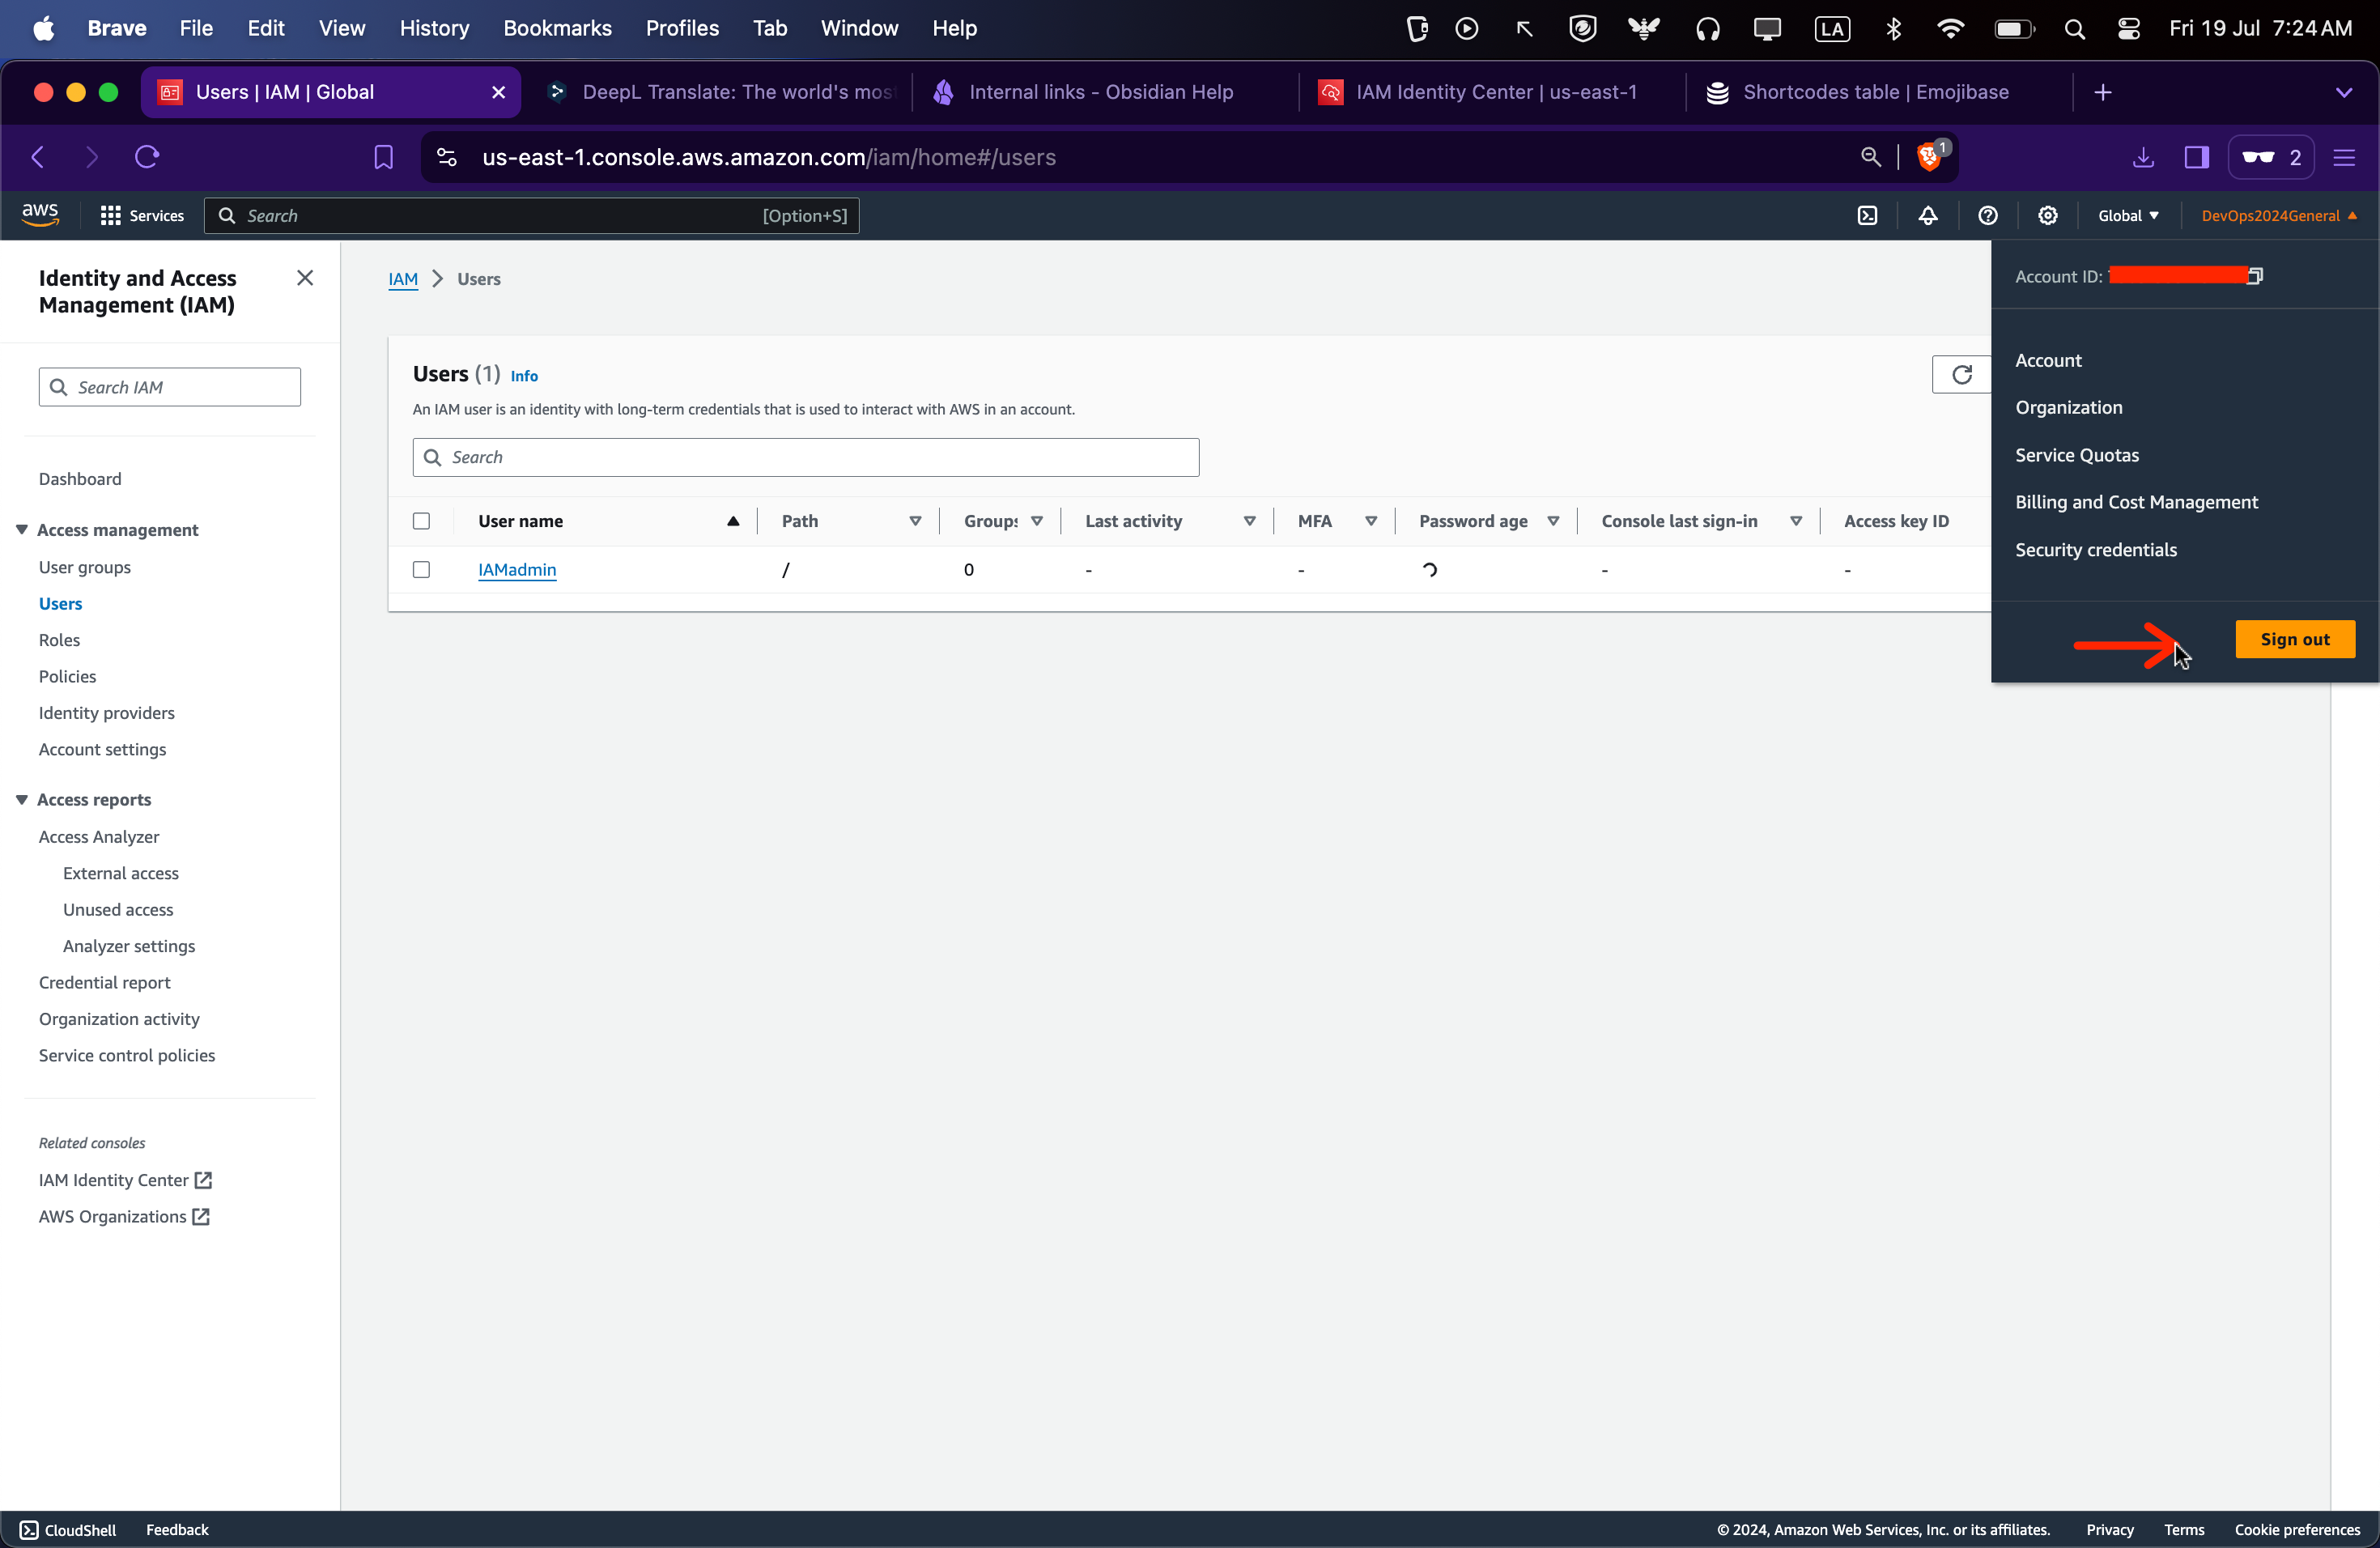 Brave File Edit View History Bookmarks Profiles Tab Window Help LA Fri 19 Jul 7:24 AM
Users | IAM | Global
DeepL Translate: The world's most
Internal links - Obsidian Help
IAM Identity Center | us-east-1
Shortcodes table | Emojibase
us-east-1.console.aws.amazon.com/iam/home#/users
1
2
aws Services Search [Option+S] Global DevOps2024General
Identity and Access
Management (IAM)
Search IAM
Dashboard
Access management
User groups
Users
Roles
Policies
Identity providers
Account settings
Access reports
Access Analyzer
External access
Unused access
Analyzer settings
Credential report
Organization activity
Service control policies
Related consoles
IAM Identity Center
AWS Organizations
IAM > Users
Users (1) Info
An IAM user is an identity with long-term credentials that is used to interact with AWS in an account.
Search
User name Path Groups Last activity MFA Password age Console last sign-in Access key ID
IAMadmin / 0 - - - -
Account ID:
Account
Organization
Service Quotas
Billing and Cost Management
Security credentials
Sign out
CloudShell Feedback © 2024, Amazon Web Services, Inc. or its affiliates. Privacy Terms Cookie preferences